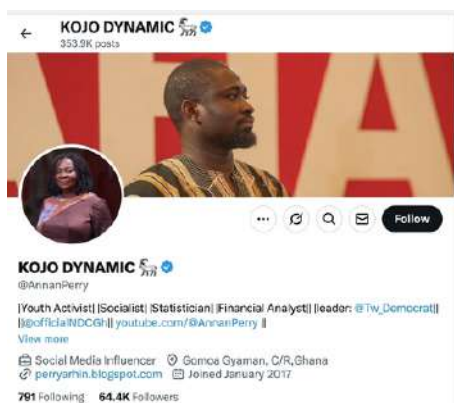 KOJO DYNAMIC
353.9K posts
Follow
KOJO DYNAMIC
@AnnanPerry
|Youth Activist| |Socialist| |Statistician| |Financial Analyst|| |leader: @Tw_Democrat||
||@officialNDCGh|| youtube.com/@AnnanPerry ||
View more
Social Media Influencer Gomoa Gyaman, C/R,Ghana
perryarhin.blogspot.com Joined January 2017
791 Following 64.4K Followers